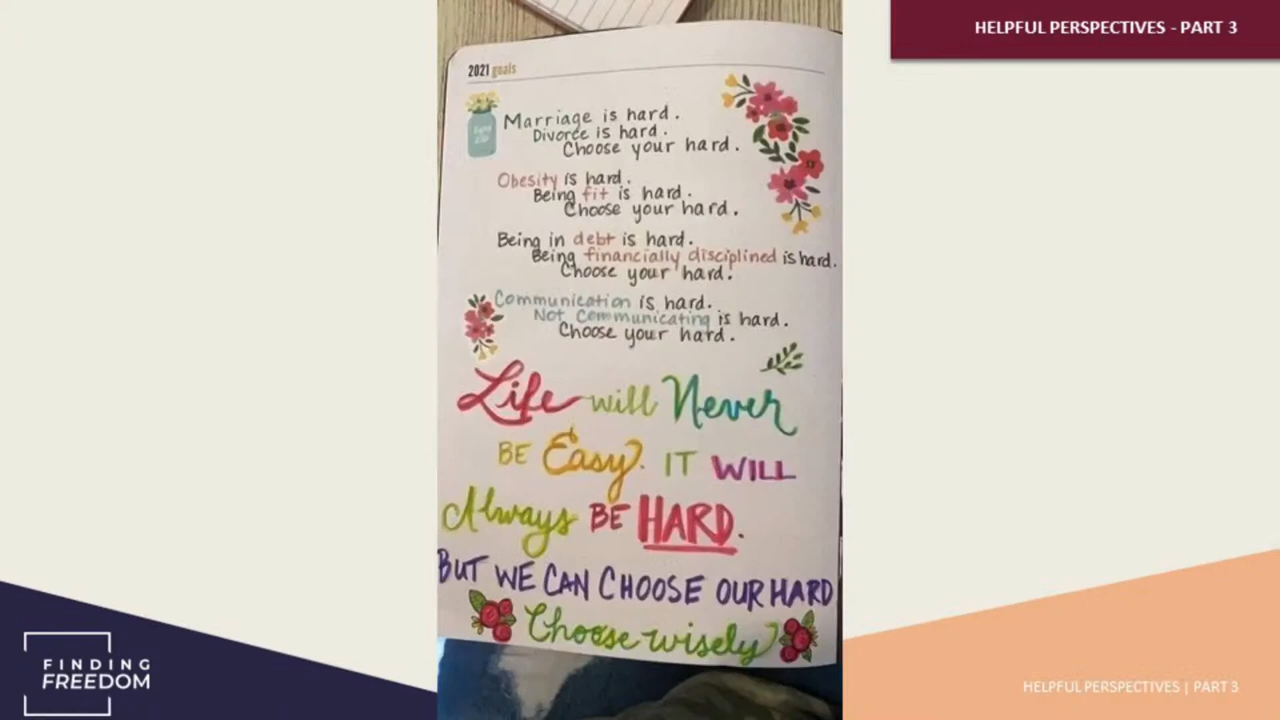 HELPFUL PERSPECTIVES - PART 3
2021 goals
Marriage is hard.
Divorce is hard.
Choose your hard.
Obesity is hard.
Being fit is hard.
Choose your hard.
Being in debt is hard.
Being financially disciplined is hard.
Choose your hard.
Communication is hard.
Not Communicating is hard.
Choose your hard.
Life will Never
BE Easy. IT WILL
Always BE HARD.
BUT WE CAN CHOOSE OUR HARD
Choose wisely
FINDING
FREEDOM
HELPFUL PERSPECTIVES | PART 3